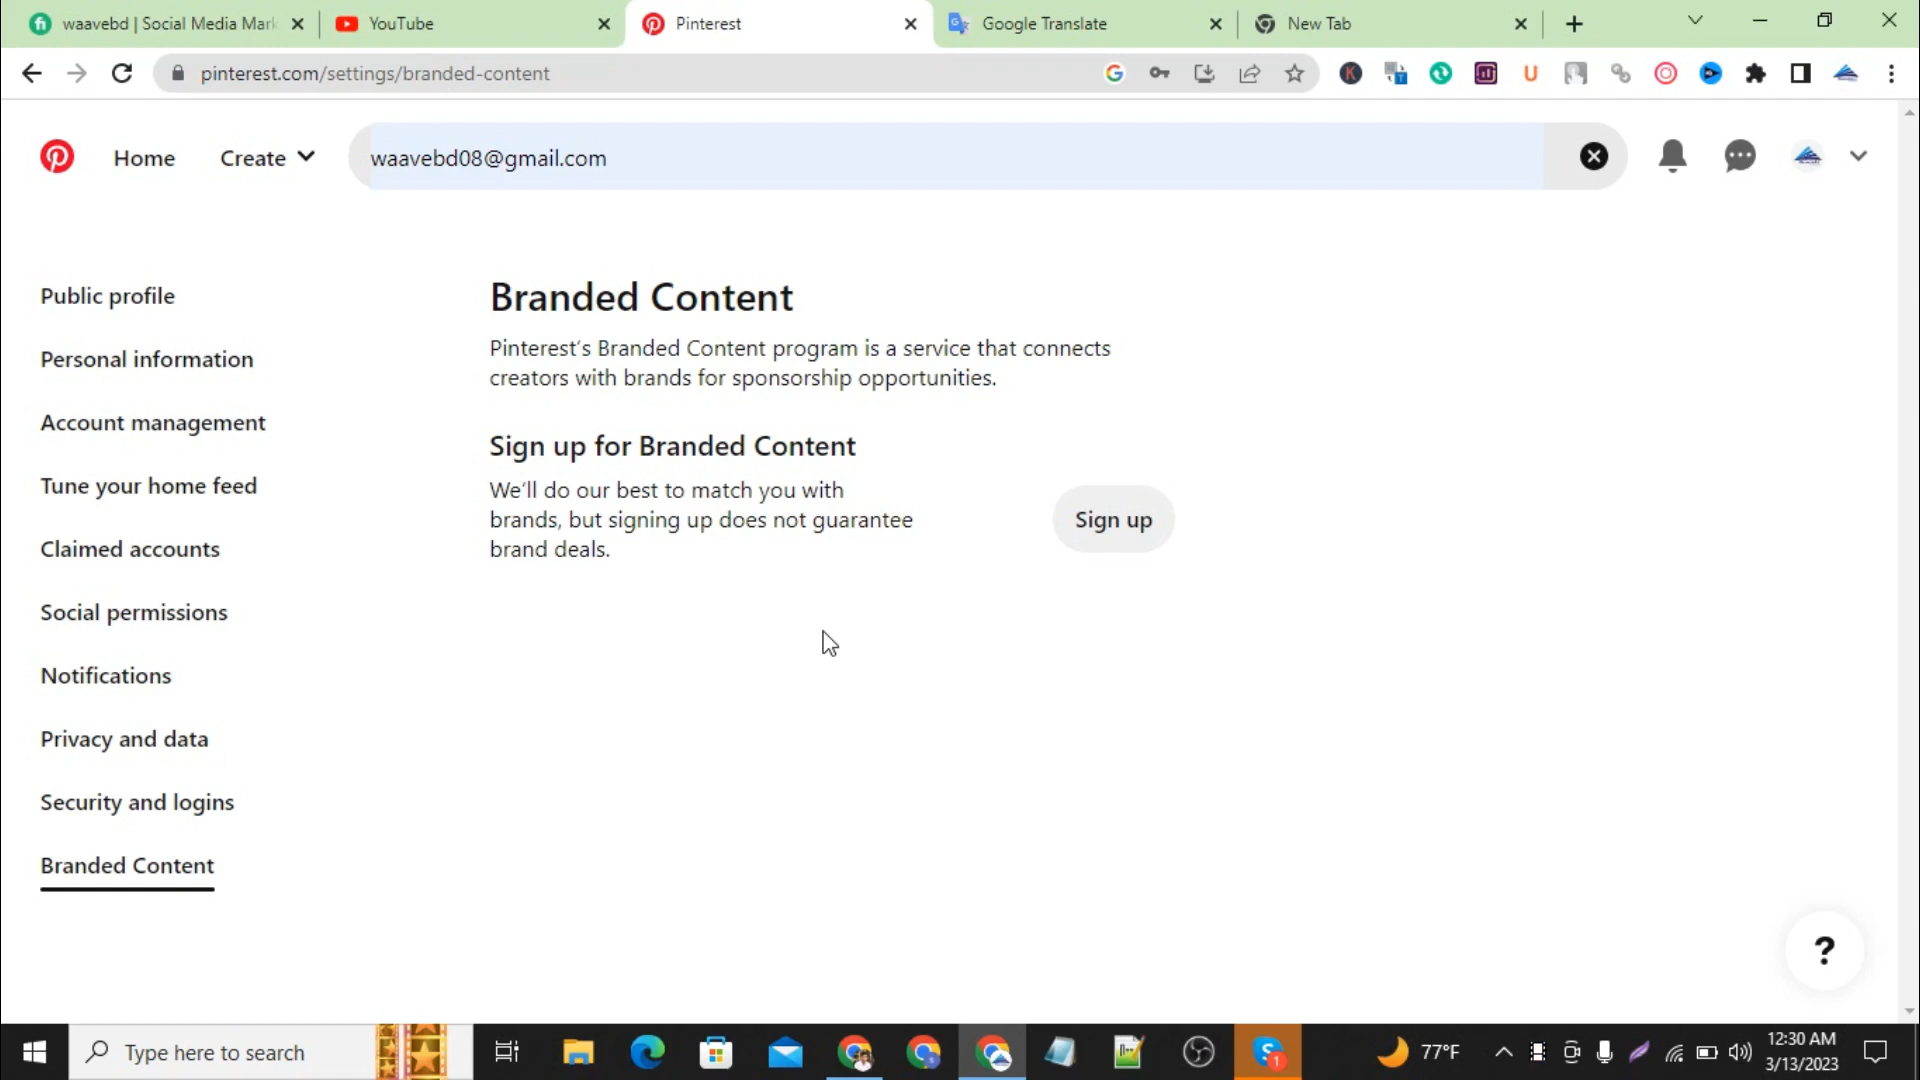 waavebd | Social Media Mark
YouTube
Pinterest
Google Translate
New Tab
pinterest.com/settings/branded-content
Home
Create
waavebd08@gmail.com
Public profile
Personal information
Account management
Tune your home feed
Claimed accounts
Social permissions
Notifications
Privacy and data
Security and logins
Branded Content
Branded Content
Pinterest's Branded Content program is a service that connects
creators with brands for sponsorship opportunities.
Sign up for Branded Content
We'll do our best to match you with
brands, but signing up does not guarantee
brand deals.
Sign up
?
Type here to search
77°F
12:30 AM
3/13/2023